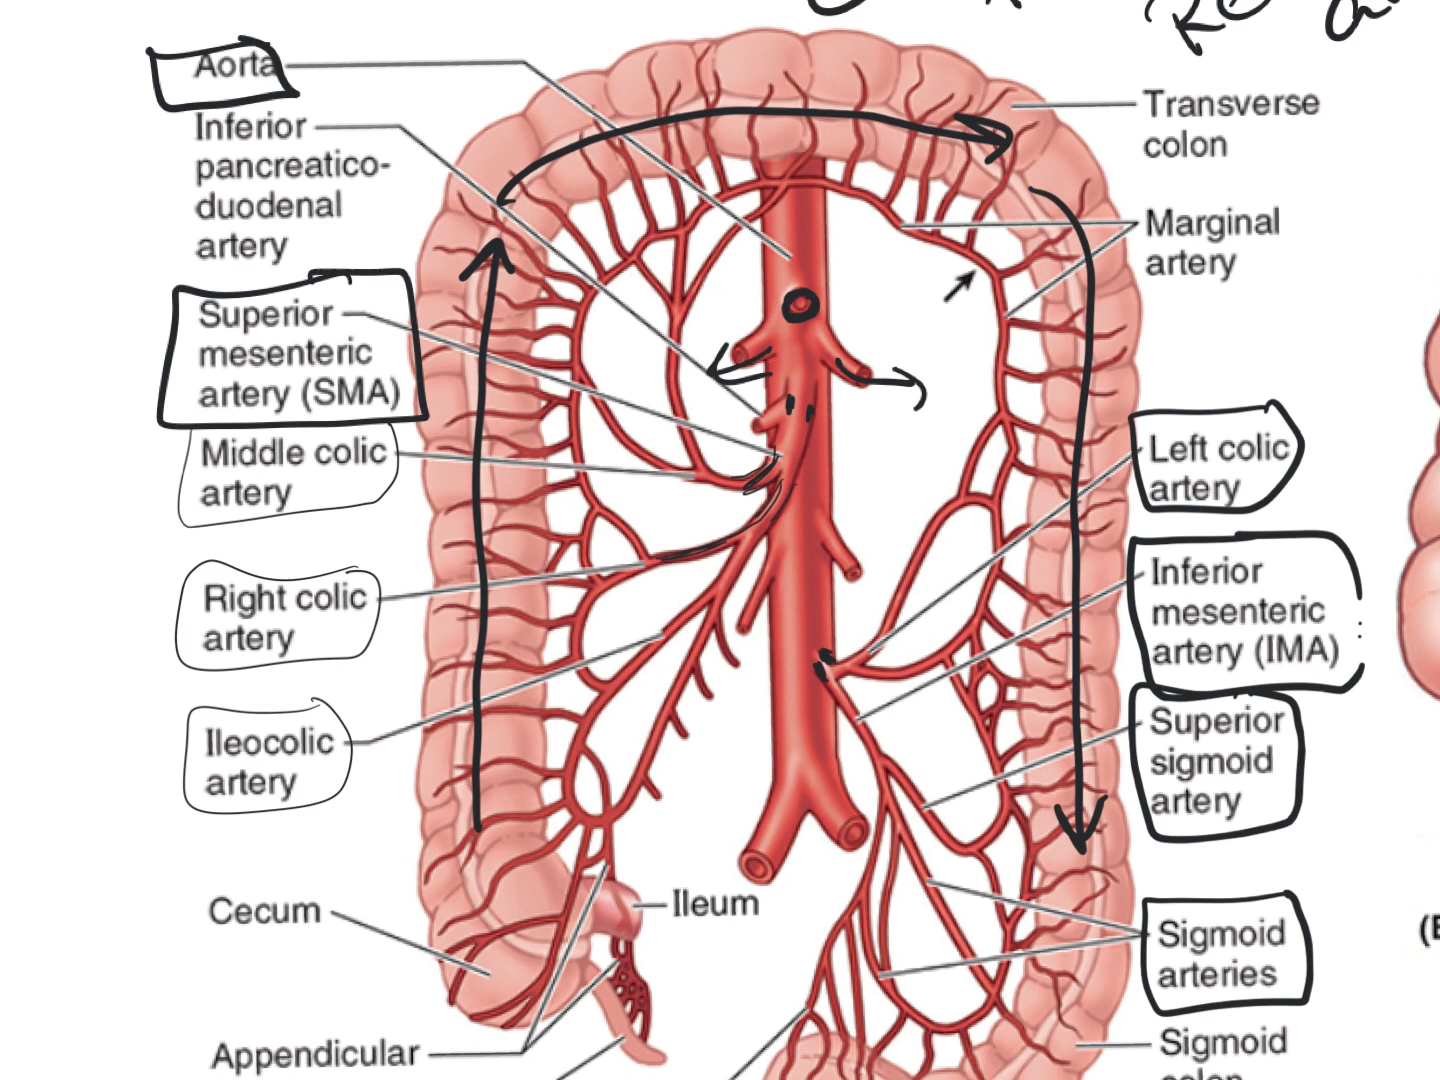 Aorta
Inferior
pancreatico-
duodenal
artery
Superior
mesenteric
artery (SMA)
Middle colic
artery
Right colic
artery
Ileocolic
artery
Cecum
Appendicular
Ileum
Transverse
colon
Marginal
artery
Left colic
artery
Inferior
mesenteric
artery (IMA)
Superior
sigmoid
artery
Sigmoid
arteries
Sigmoid